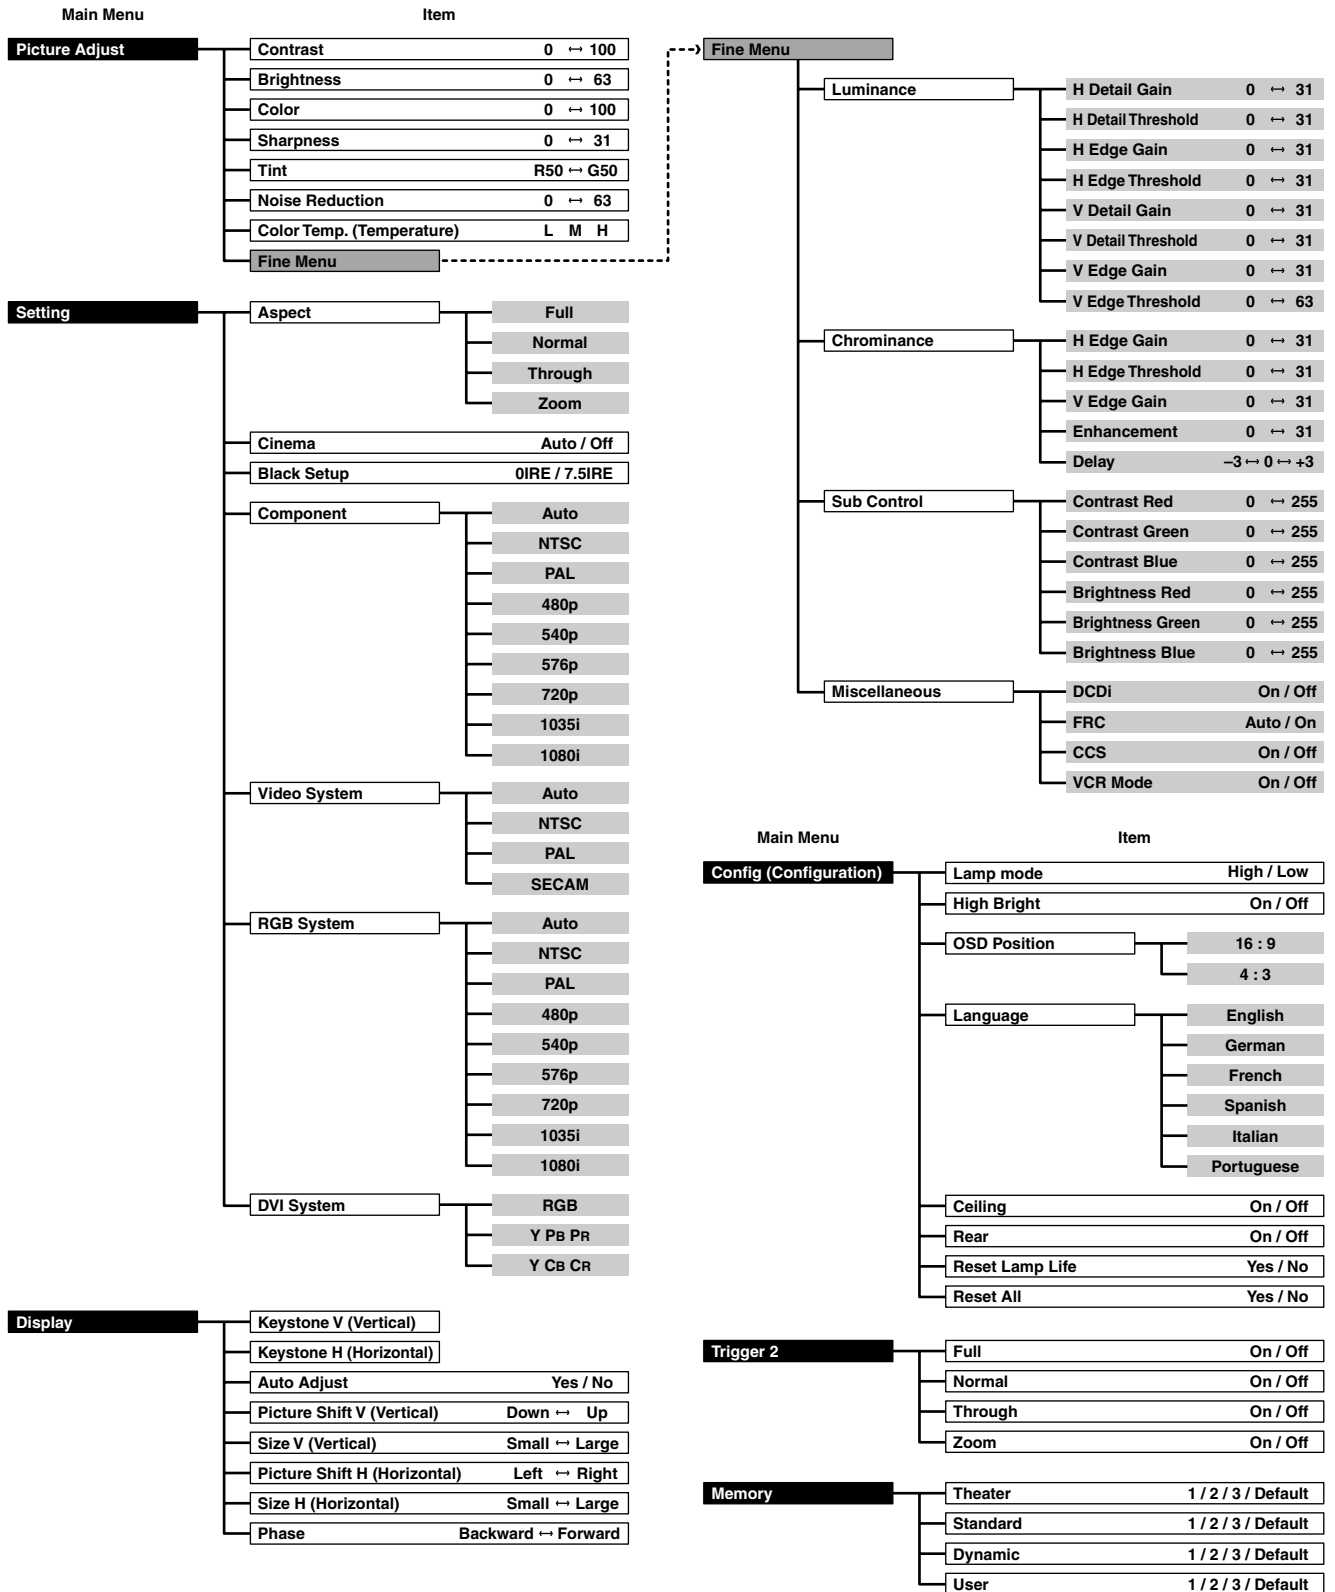 Main Menu Item
Picture Adjust
Contrast 0 ↔ 100
Brightness 0 ↔ 63
Color 0 ↔ 100
Sharpness 0 ↔ 31
Tint R50 ↔ G50
Noise Reduction 0 ↔ 63
Color Temp. (Temperature) L M H
Fine Menu
Setting
Aspect
Full
Normal
Through
Zoom
Cinema Auto / Off
Black Setup 0IRE / 7.5IRE
Component
Auto
NTSC
PAL
480p
540p
576p
720p
1035i
1080i
Video System
Auto
NTSC
PAL
SECAM
RGB System
Auto
NTSC
PAL
480p
540p
576p
720p
1035i
1080i
DVI System
RGB
Y PB PR
Y CB CR
Display
Keystone V (Vertical)
Keystone H (Horizontal)
Auto Adjust Yes / No
Picture Shift V (Vertical) Down ↔ Up
Size V (Vertical) Small ↔ Large
Picture Shift H (Horizontal) Left ↔ Right
Size H (Horizontal) Small ↔ Large
Phase Backward ↔ Forward
Fine Menu
Luminance
H Detail Gain 0 ↔ 31
H Detail Threshold 0 ↔ 31
H Edge Gain 0 ↔ 31
H Edge Threshold 0 ↔ 31
V Detail Gain 0 ↔ 31
V Detail Threshold 0 ↔ 31
V Edge Gain 0 ↔ 31
V Edge Threshold 0 ↔ 63
Chrominance
H Edge Gain 0 ↔ 31
H Edge Threshold 0 ↔ 31
V Edge Gain 0 ↔ 31
Enhancement 0 ↔ 31
Delay –3 ↔ 0 ↔ +3
Sub Control
Contrast Red 0 ↔ 255
Contrast Green 0 ↔ 255
Contrast Blue 0 ↔ 255
Brightness Red 0 ↔ 255
Brightness Green 0 ↔ 255
Brightness Blue 0 ↔ 255
Miscellaneous
DCDi On / Off
FRC Auto / On
CCS On / Off
VCR Mode On / Off
Main Menu Item
Config (Configuration)
Lamp mode High / Low
High Bright On / Off
OSD Position
16 : 9
4 : 3
Language
English
German
French
Spanish
Italian
Portuguese
Ceiling On / Off
Rear On / Off
Reset Lamp Life Yes / No
Reset All Yes / No
Trigger 2
Full On / Off
Normal On / Off
Through On / Off
Zoom On / Off
Memory
Theater 1 / 2 / 3 / Default
Standard 1 / 2 / 3 / Default
Dynamic 1 / 2 / 3 / Default
User 1 / 2 / 3 / Default